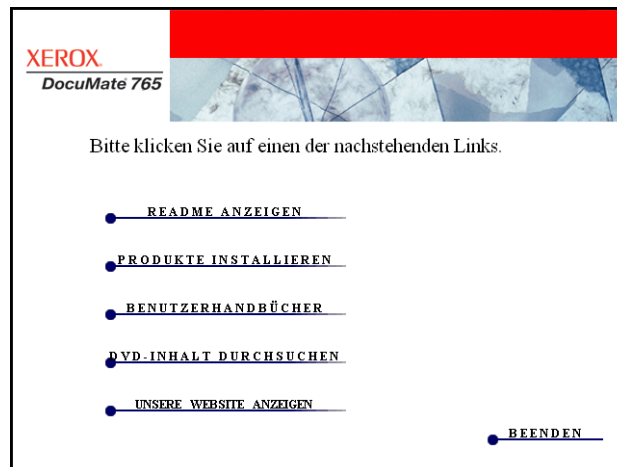 XEROX
DocuMate 765
Bitte klicken Sie auf einen der nachstehenden Links.
README ANZEIGEN
PRODUKTE INSTALLIEREN
BENUTZERHANDBÜCHER
DVD-INHALT DURCHSUCHEN
UNSERE WEBSITE ANZEIGEN
BEENDEN